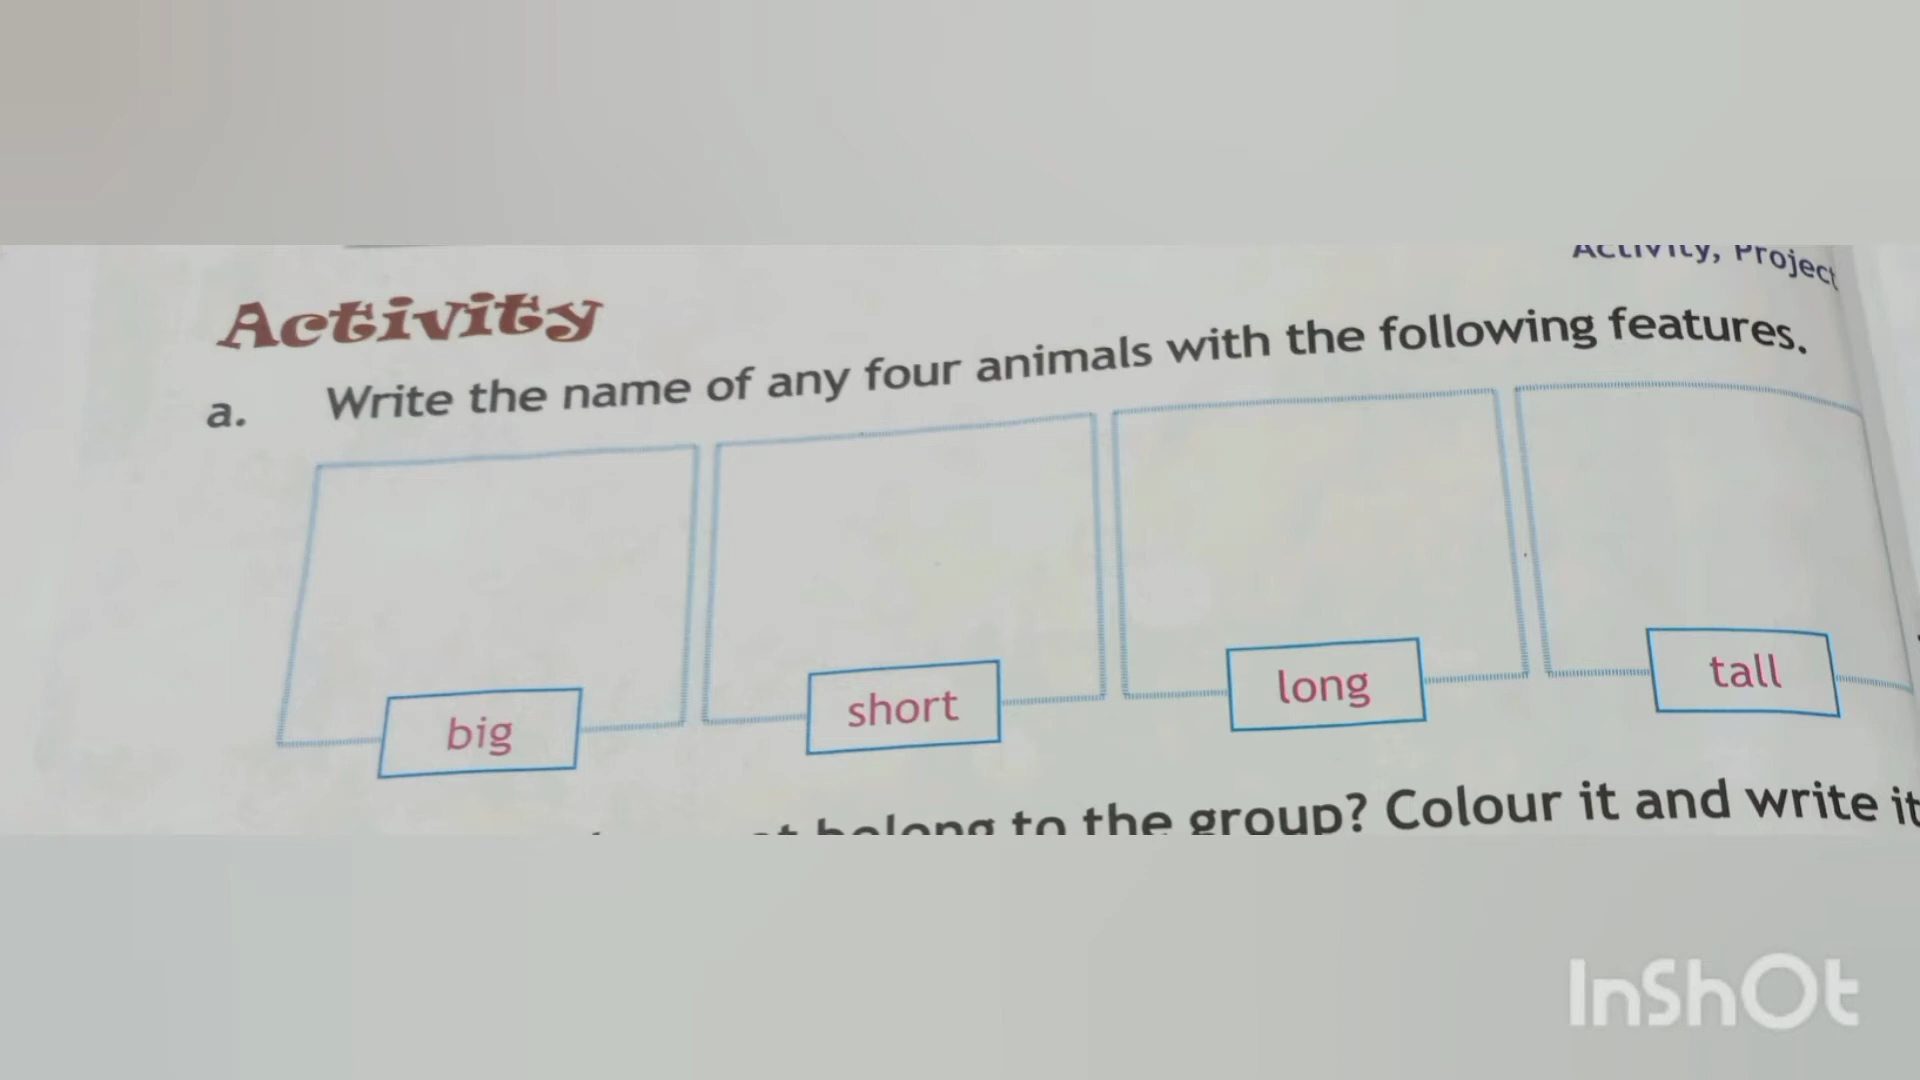 Activity, Project
Activity
a. Write the name of any four animals with the following features.
big short long tall
belong to the group? Colour it and write it
InShOt